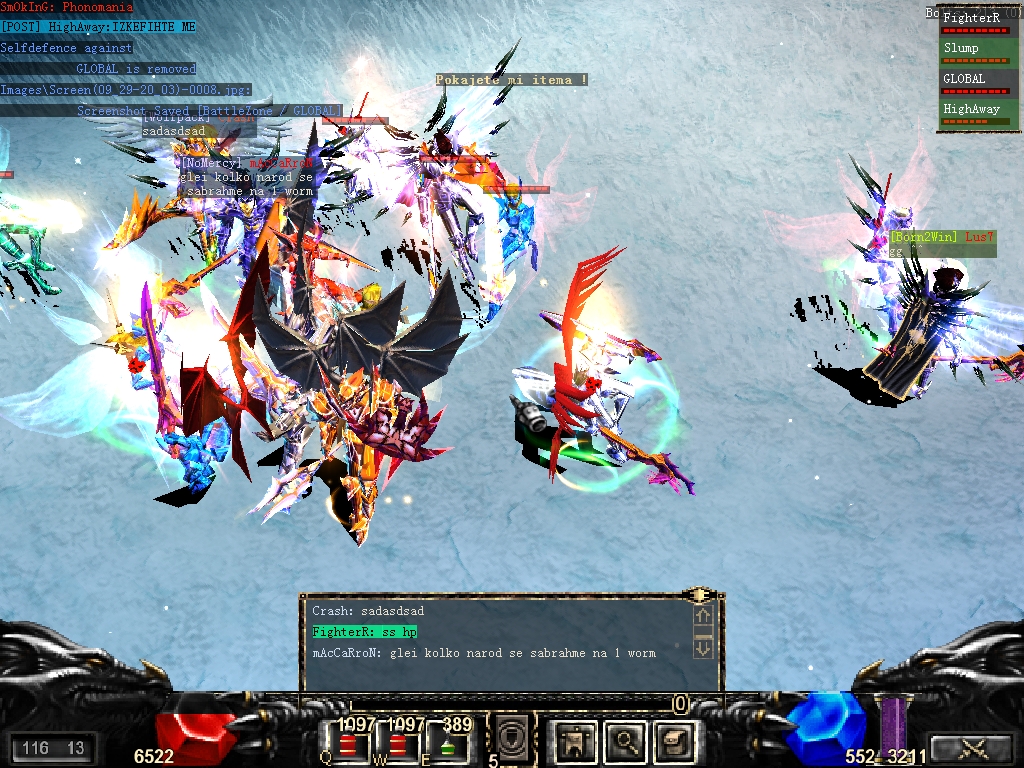 SmOkInG: Phonomania
[POST] HighAway:IZKEFIHTE ME
Selfdefence against
GLOBAL is removed
Images\Screen(09_29-20_03)-0008.jpg:
Screenshot Saved [BattleZone / GLOBAL]
FighterR
Slump
GLOBAL
HighAway
Pokajete mi itema !
[Wolfpack]
sadasdsad
[NoMercy] mAcCaRroN
glei kolko narod se
sabrahme na 1 worm
[Born2Win] Lus7
gg ^^
Crash: sadasdsad
FighterR: ss hp
mAcCaRroN: glei kolko narod se sabrahme na 1 worm
0
1097 1097 389
Q W E 5
116 13
6522
552 3211